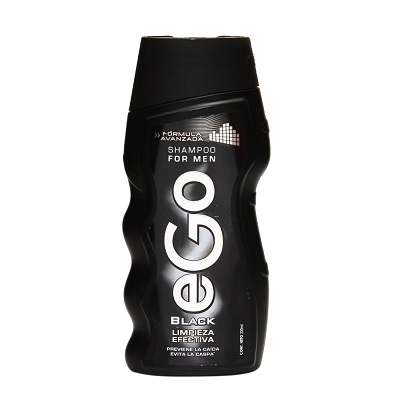 » FÓRMULA
AVANZADA
SHAMPOO
FOR MEN
eGo
BLACK
LIMPIEZA
EFECTIVA
PREVIENE LA CAÍDA
EVITA LA CASPA